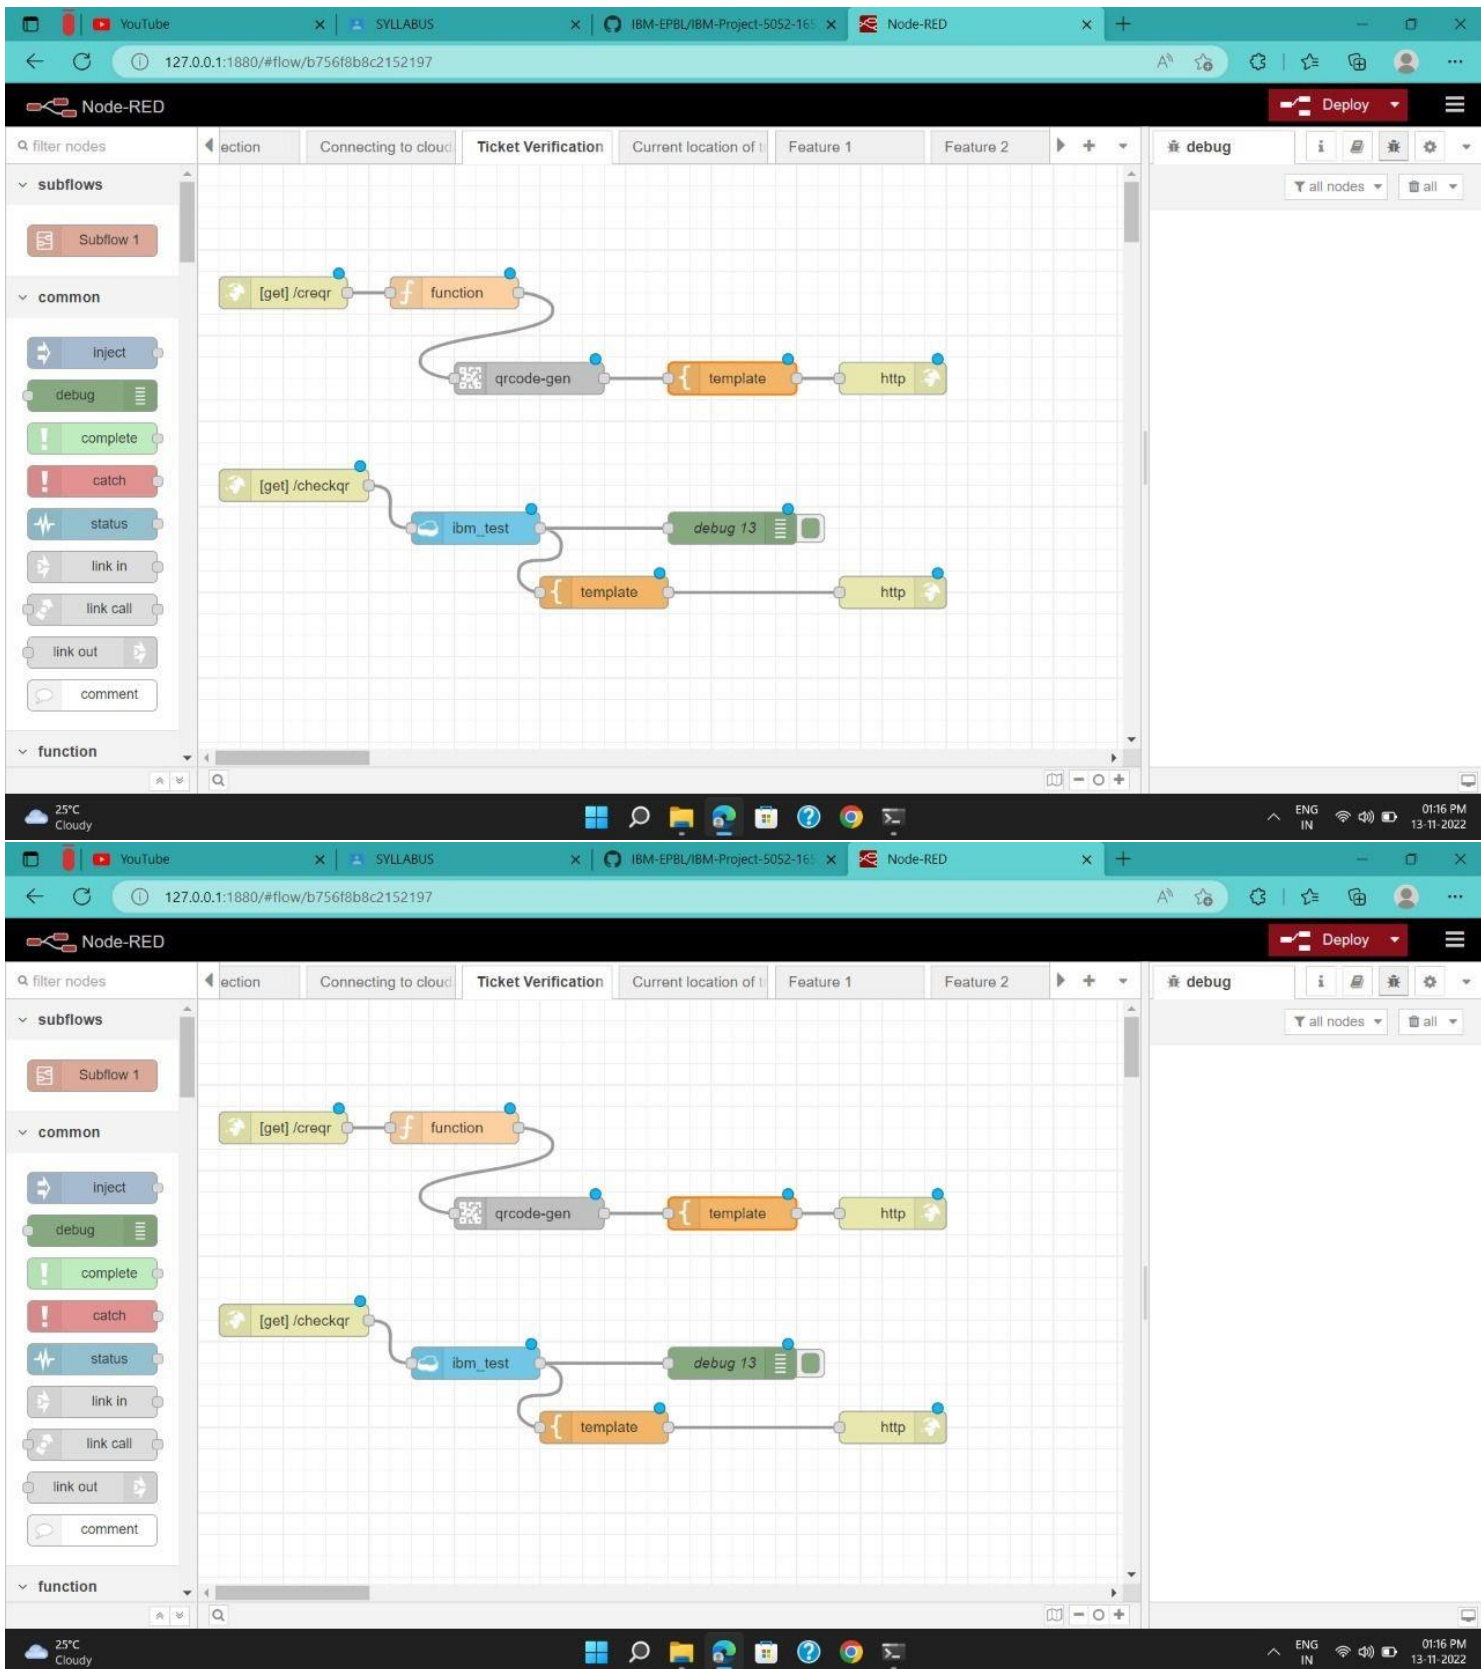 YouTube SYLLABUS IBM-EPBL/IBM-Project-5052-165 Node-RED
127.0.0.1:1880/#flow/b756f8b8c2152197
Node-RED Deploy
filter nodes ection Connecting to cloud Ticket Verification Current location of t Feature 1 Feature 2 debug
subflows all nodes all
Subflow 1
[get] /creqr function
common
inject
qrcode-gen template http
debug
complete
catch [get] /checkqr
status ibm_test debug 13
link in
template http
link call
link out
comment
function
25°C ENG 01:16 PM
Cloudy IN 13-11-2022
YouTube SYLLABUS IBM-EPBL/IBM-Project-5052-165 Node-RED
127.0.0.1:1880/#flow/b756f8b8c2152197
Node-RED Deploy
filter nodes ection Connecting to cloud Ticket Verification Current location of t Feature 1 Feature 2 debug
subflows all nodes all
Subflow 1
[get] /creqr function
common
inject
qrcode-gen template http
debug
complete
catch [get] /checkqr
status ibm_test debug 13
link in
template http
link call
link out
comment
function
25°C ENG 01:16 PM
Cloudy IN 13-11-2022